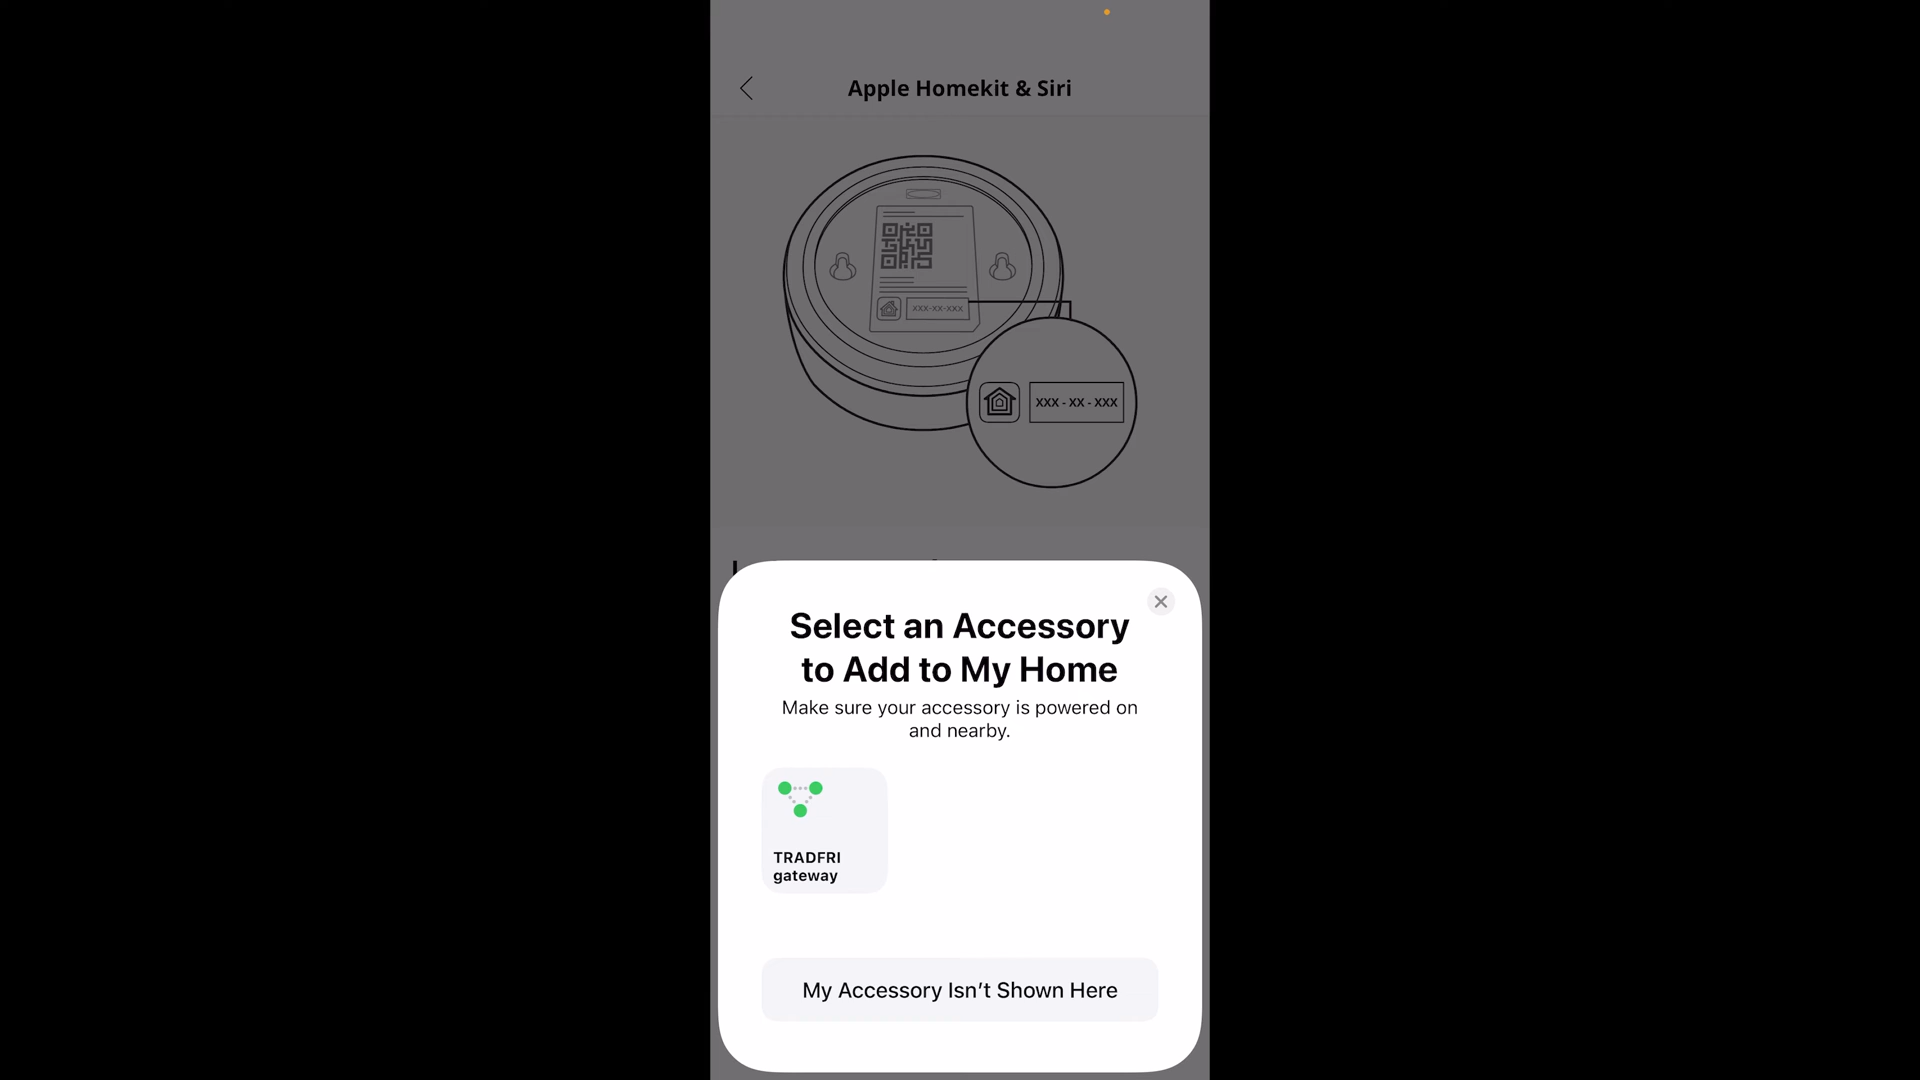 Apple Homekit & Siri
XXX-XX-XXX
XXX - XX - XXX
Select an Accessory
to Add to My Home
Make sure your accessory is powered on
and nearby.
TRADFRI
gateway
My Accessory Isn’t Shown Here